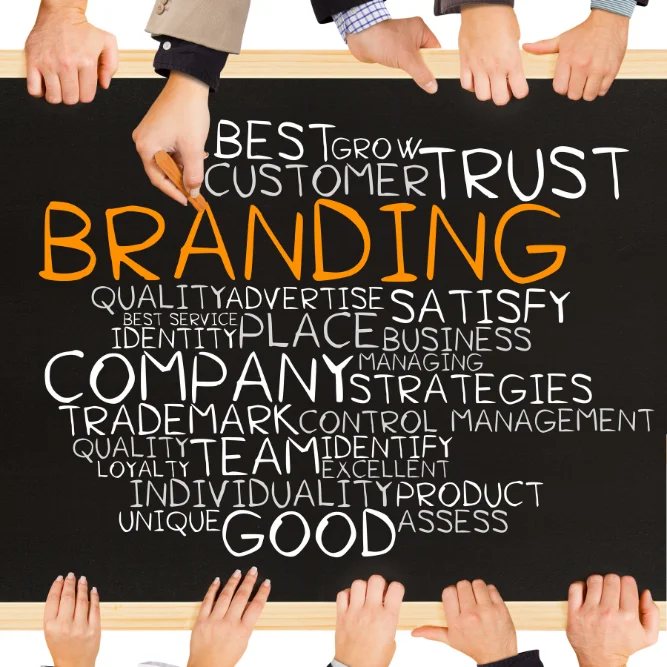 BEST GROW
CUSTOMER TRUST
BRANDING
QUALITY ADVERTISE SATISFY
BEST SERVICE
IDENTITY PLACE BUSINESS
MANAGING
COMPANY STRATEGIES
TRADEMARK CONTROL MANAGEMENT
QUALITY TEAM IDENTIFY
LOYALTY EXCELLENT
INDIVIDUALITY PRODUCT
UNIQUE GOOD ASSESS